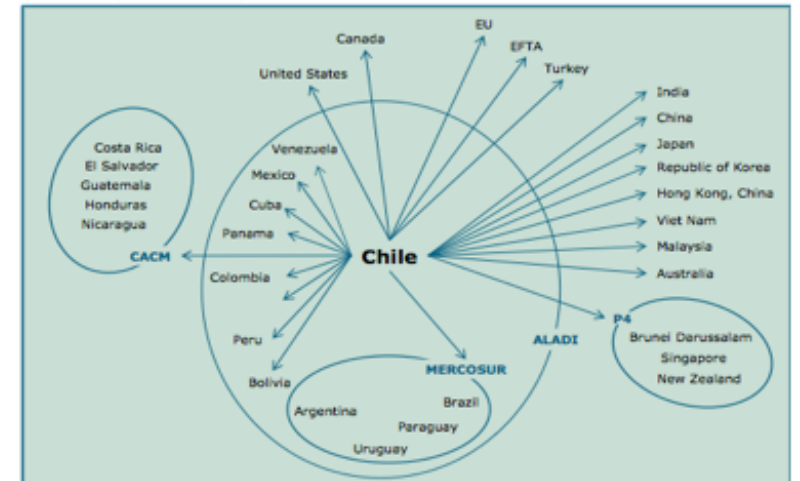 EU
Canada
EFTA
United States
Turkey
India
China
Japan
Republic of Korea
Hong Kong, China
Viet Nam
Malaysia
Australia
Costa Rica
El Salvador
Guatemala
Honduras
Nicaragua
CACM
Venezuela
Mexico
Cuba
Panama
Colombia
Peru
Bolivia
Chile
MERCOSUR
Argentina
Brazil
Paraguay
Uruguay
ALADI
P4
Brunei Darussalam
Singapore
New Zealand